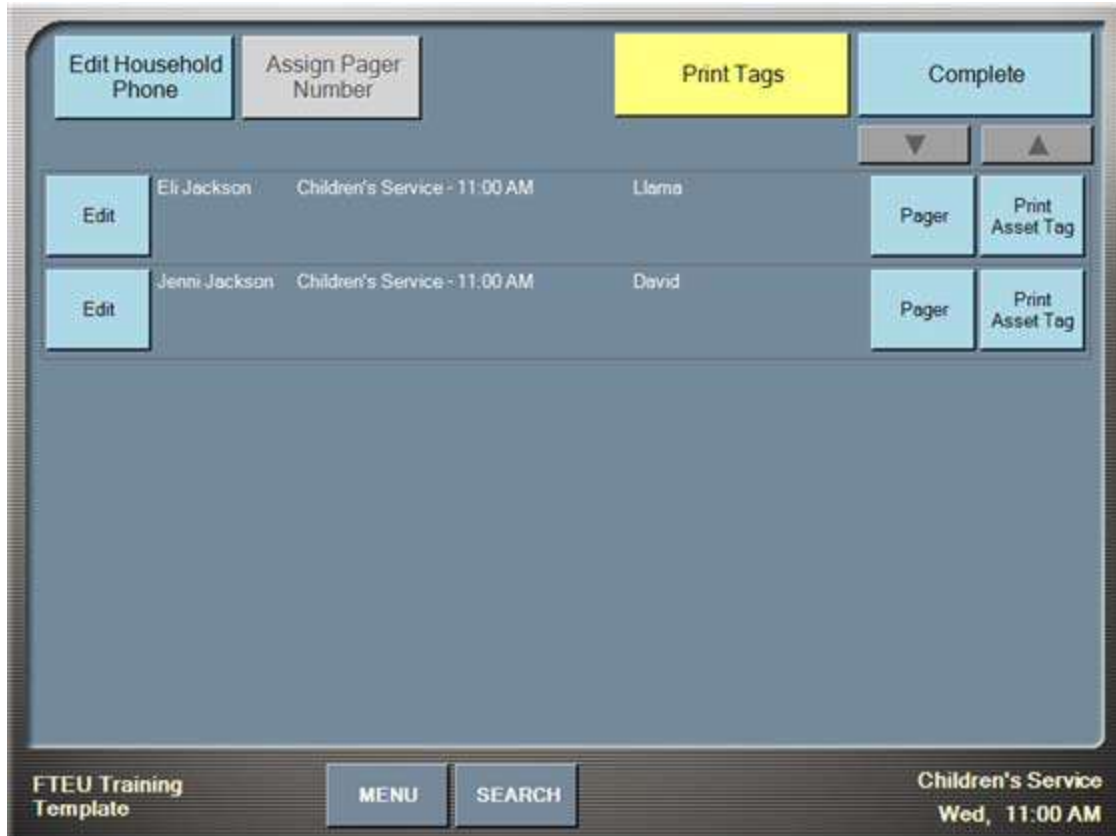 Edit Household
Phone
Assign Pager
Number
Print Tags
Complete
Edit
Eli Jackson Children's Service - 11:00 AM Llama
Pager
Print
Asset Tag
Edit
Jenni Jackson Children's Service - 11:00 AM David
Pager
Print
Asset Tag
FTEU Training
Template
MENU
SEARCH
Children's Service
Wed, 11:00 AM